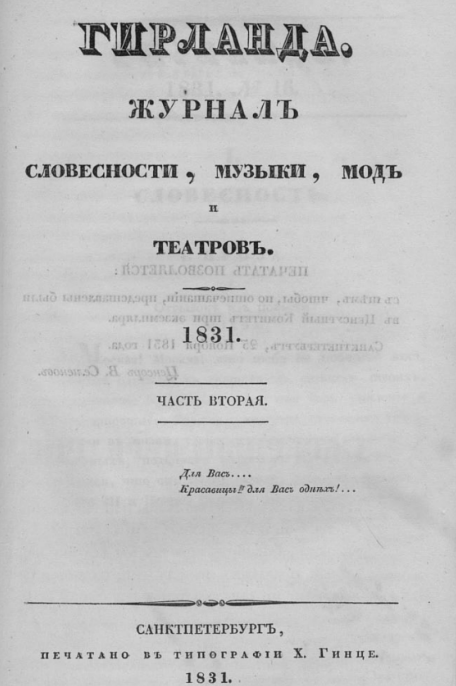 ГИРЛАНДА.
ЖУРНАЛЪ
СЛОВЕСНОСТИ, МУЗЫКИ, МОДЪ
И
ТЕАТРОВЪ.
1831.
ЧАСТЬ ВТОРАЯ.
Для Васъ....
Красавицы!! для Васъ однѣхъ!...
САНКТПЕТЕРБУРГЪ,
ПЕЧАТАНО ВЪ ТИПОГРАФІИ Х. ГИНЦЕ.
1831.